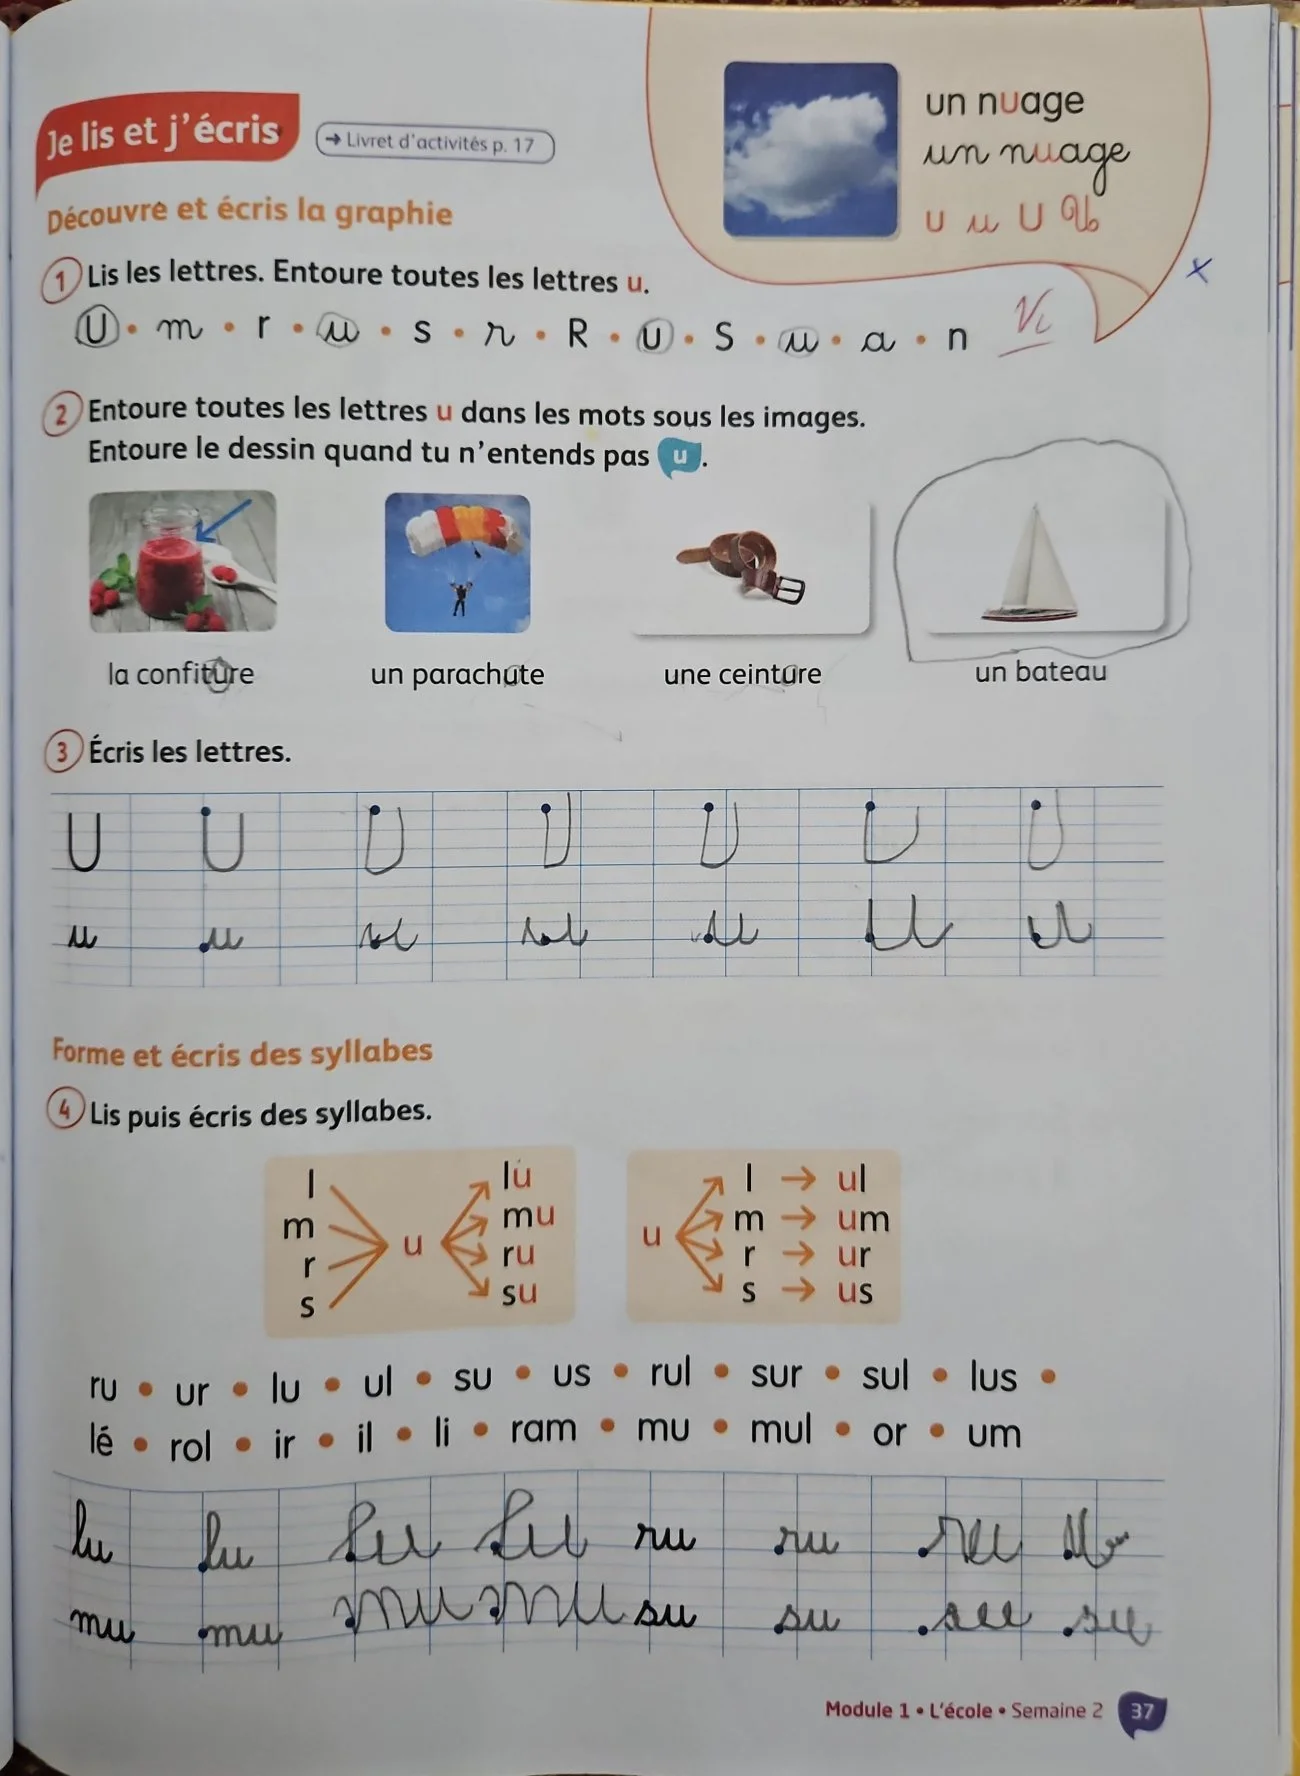 Je lis et j'écris
→ Livret d'activités p. 17
un nuage
un nuage
u u U U
Découvre et écris la graphie
1 Lis les lettres. Entoure toutes les lettres u.
U • m • r • u • s • r • R • u • S • u • a • n
2 Entoure toutes les lettres u dans les mots sous les images.
Entoure le dessin quand tu n'entends pas u.
la confiture un parachute une ceinture un bateau
3 Écris les lettres.
U U U U U U U
u u u u u u u
Forme et écris des syllabes
4 Lis puis écris des syllabes.
l lu l → ul
m mu m → um
u u
r ru r → ur
s su s → us
ru • ur • lu • ul • su • us • rul • sur • sul • lus •
lé • rol • ir • il • li • ram • mu • mul • or • um
lu lu lu lu ru ru ru
mu mu mu mu su su su su
Module 1 • L'école • Semaine 2 37